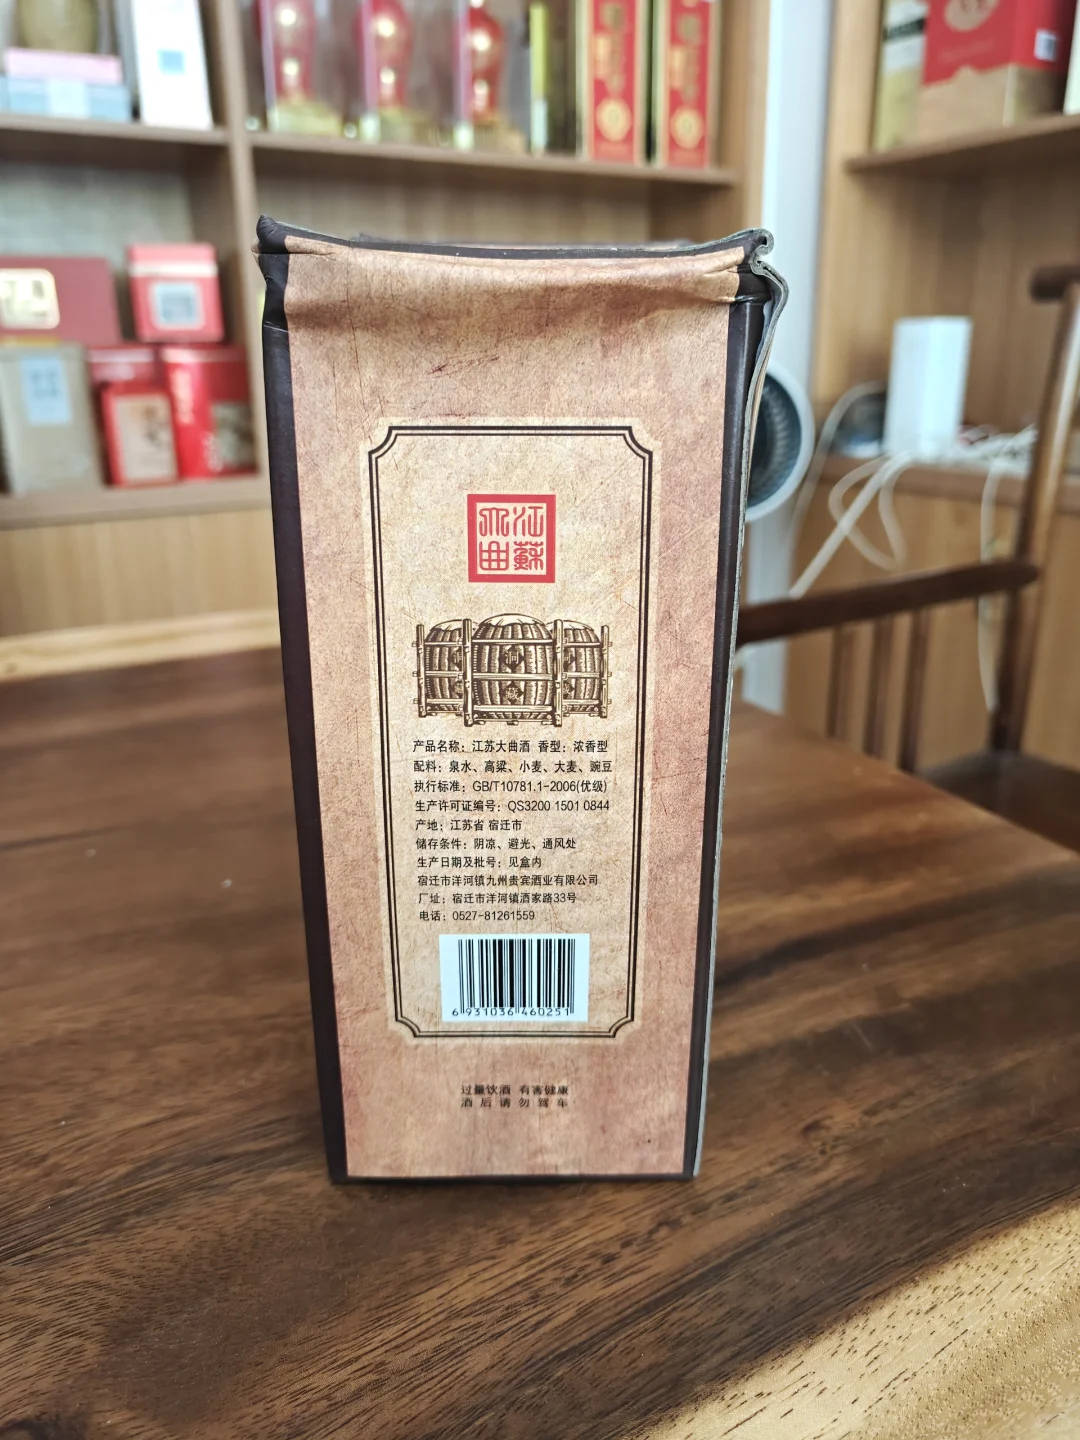 江蘇
大曲
洞
藏
产品名称：江苏大曲酒 香型：浓香型
配料：泉水、高粱、小麦、大麦、豌豆
执行标准：GB/T10781.1-2006(优级)
生产许可证编号：QS3200 1501 0844
产地：江苏省 宿迁市
储存条件：阴凉、避光、通风处
生产日期及批号：见盒内
宿迁市洋河镇九州贵宾酒业有限公司
厂址：宿迁市洋河镇酒家路33号
电话：0527-81261559
6 931036 460251
过量饮酒 有害健康
酒后请勿驾车